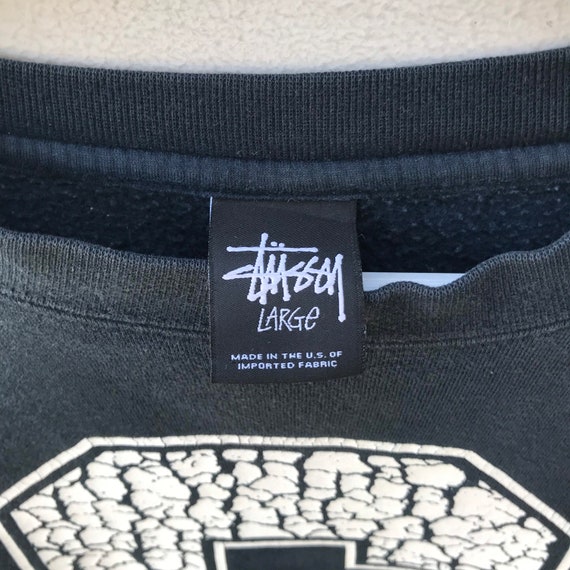 Stüssy
LARGE
MADE IN THE U.S. OF
IMPORTED FABRIC